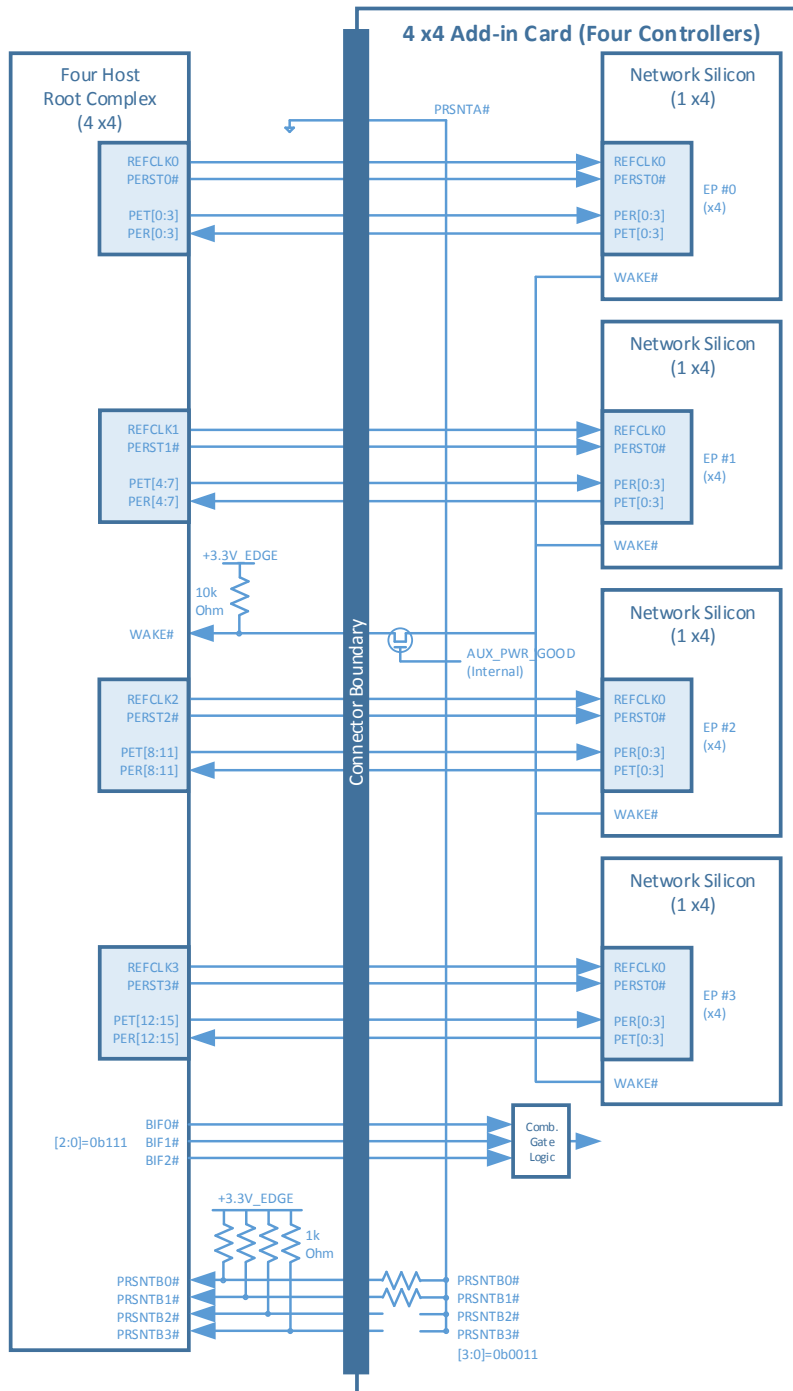 4 x4 Add-in Card (Four Controllers)
Four Host
Root Complex
(4 x4)
Network Silicon
(1 x4)
PRSNTA#
REFCLK0
PERST0#
PET[0:3]
PER[0:3]
REFCLK0
PERST0#
PER[0:3]
PET[0:3]
EP #0
(x4)
WAKE#
Network Silicon
(1 x4)
REFCLK1
PERST1#
PET[4:7]
PER[4:7]
REFCLK0
PERST0#
PER[0:3]
PET[0:3]
EP #1
(x4)
WAKE#
+3.3V_EDGE
10k
Ohm
WAKE#
AUX_PWR_GOOD
(Internal)
Connector Boundary
Network Silicon
(1 x4)
REFCLK2
PERST2#
PET[8:11]
PER[8:11]
REFCLK0
PERST0#
PER[0:3]
PET[0:3]
EP #2
(x4)
WAKE#
Network Silicon
(1 x4)
REFCLK3
PERST3#
PET[12:15]
PER[12:15]
REFCLK0
PERST0#
PER[0:3]
PET[0:3]
EP #3
(x4)
WAKE#
BIF0#
[2:0]=0b111 BIF1#
BIF2#
Comb.
Gate
Logic
+3.3V_EDGE
1k
Ohm
PRSNTB0#
PRSNTB1#
PRSNTB2#
PRSNTB3#
PRSNTB0#
PRSNTB1#
PRSNTB2#
PRSNTB3#
[3:0]=0b0011